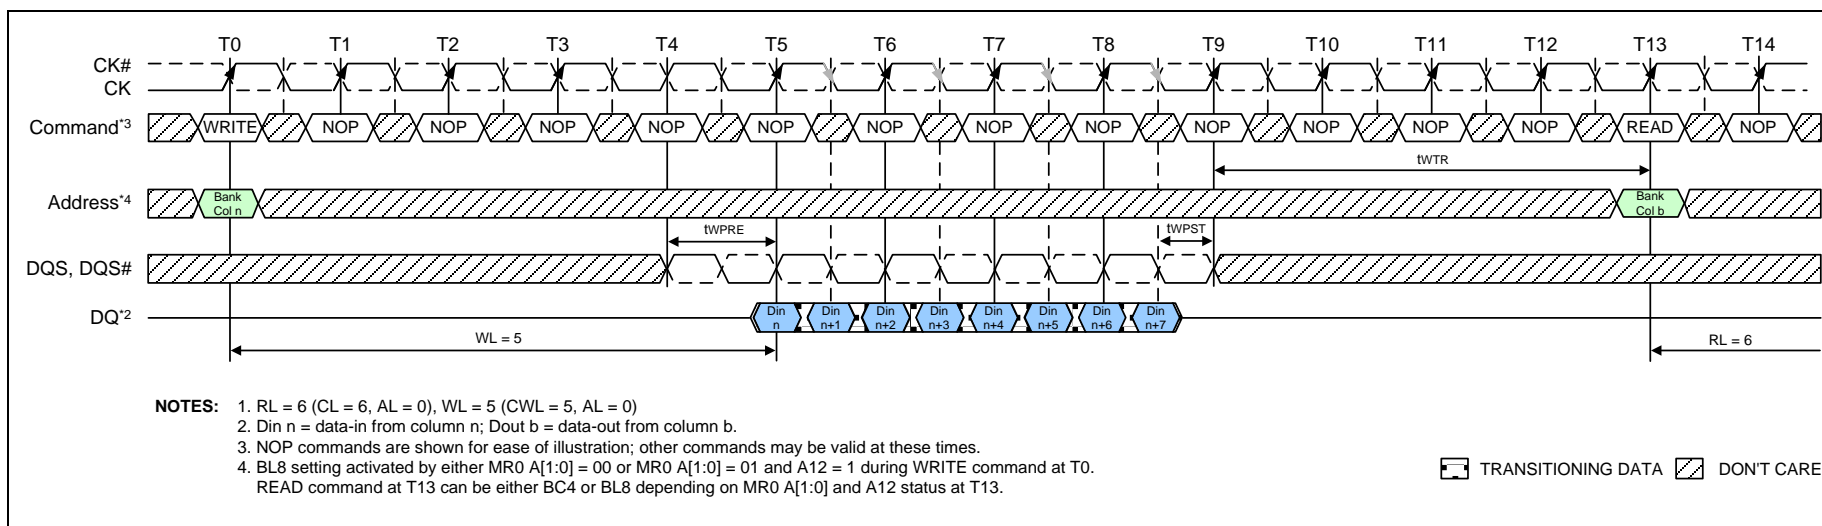 T0 T1 T2 T3 T4 T5 T6 T7 T8 T9 T10 T11 T12 T13 T14
CK#
CK
Command*3 WRITE NOP NOP NOP NOP NOP NOP NOP NOP NOP NOP NOP NOP READ NOP
tWTR
Address*4 Bank Col n Bank Col b
tWPRE tWPST
DQS, DQS#
DQ*2 Din n Din n+1 Din n+2 Din n+3 Din n+4 Din n+5 Din n+6 Din n+7
WL = 5 RL = 6
NOTES: 1. RL = 6 (CL = 6, AL = 0), WL = 5 (CWL = 5, AL = 0)
2. Din n = data-in from column n; Dout b = data-out from column b.
3. NOP commands are shown for ease of illustration; other commands may be valid at these times.
4. BL8 setting activated by either MR0 A[1:0] = 00 or MR0 A[1:0] = 01 and A12 = 1 during WRITE command at T0.
READ command at T13 can be either BC4 or BL8 depending on MR0 A[1:0] and A12 status at T13.
TRANSITIONING DATA DON'T CARE